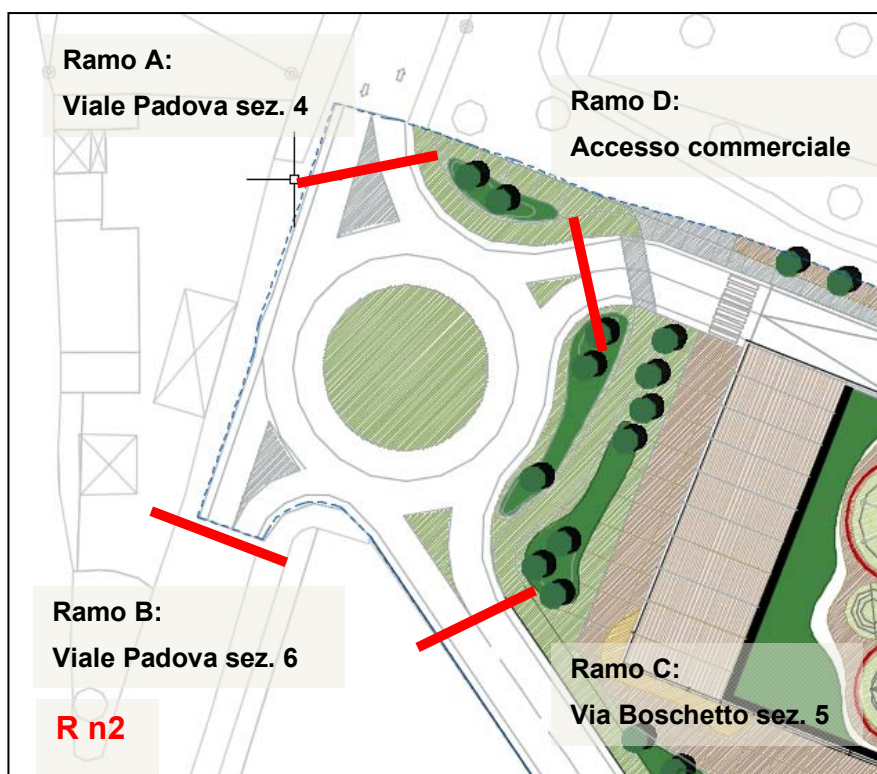 Ramo A:
Viale Padova sez. 4
Ramo D:
Accesso commerciale
Ramo B:
Viale Padova sez. 6
Ramo C:
Via Boschetto sez. 5
R n2